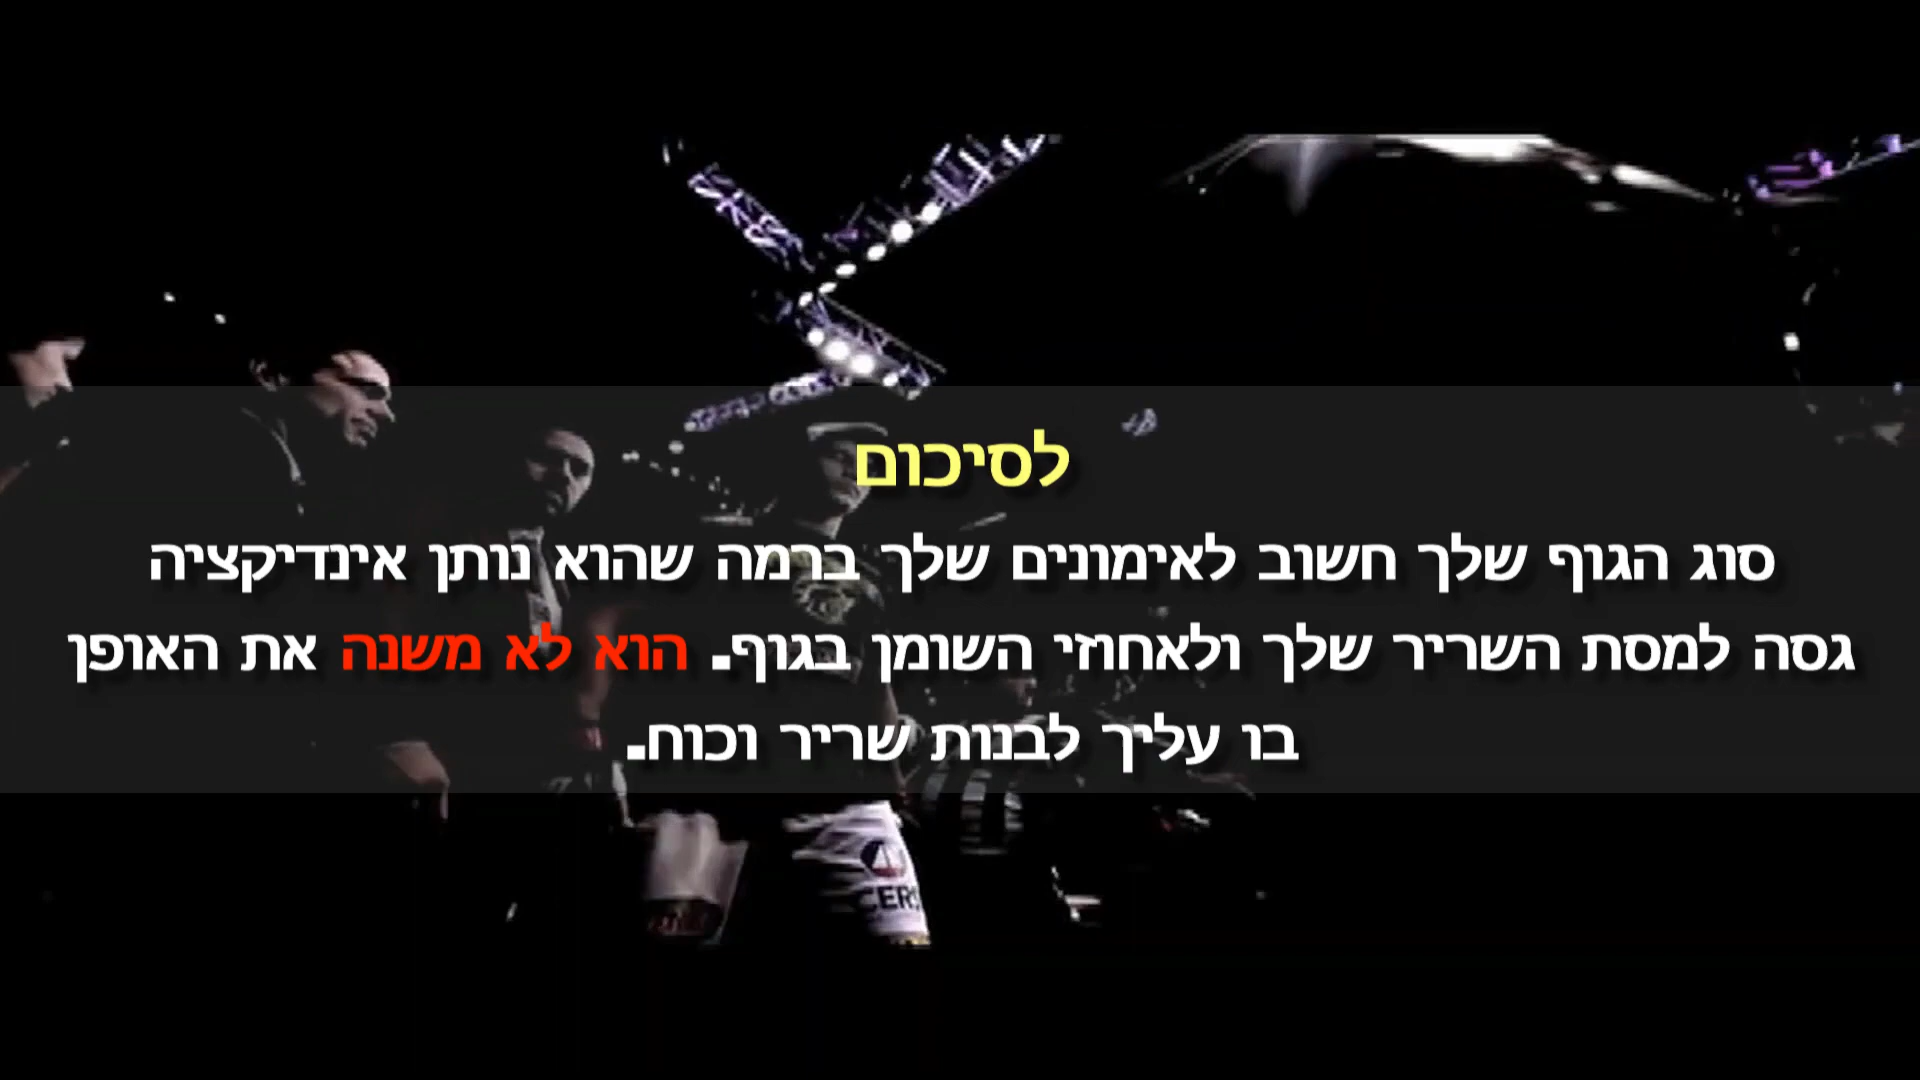 לסיכום
סוג הגוף שלך חשוב לאימונים שלך ברמה שהוא נותן אינדיקציה
גסה למסת השריר שלך ולאחוזי השומן בגוף. הוא לא משנה את האופן
בו עליך לבנות שריר וכוח.
CERS